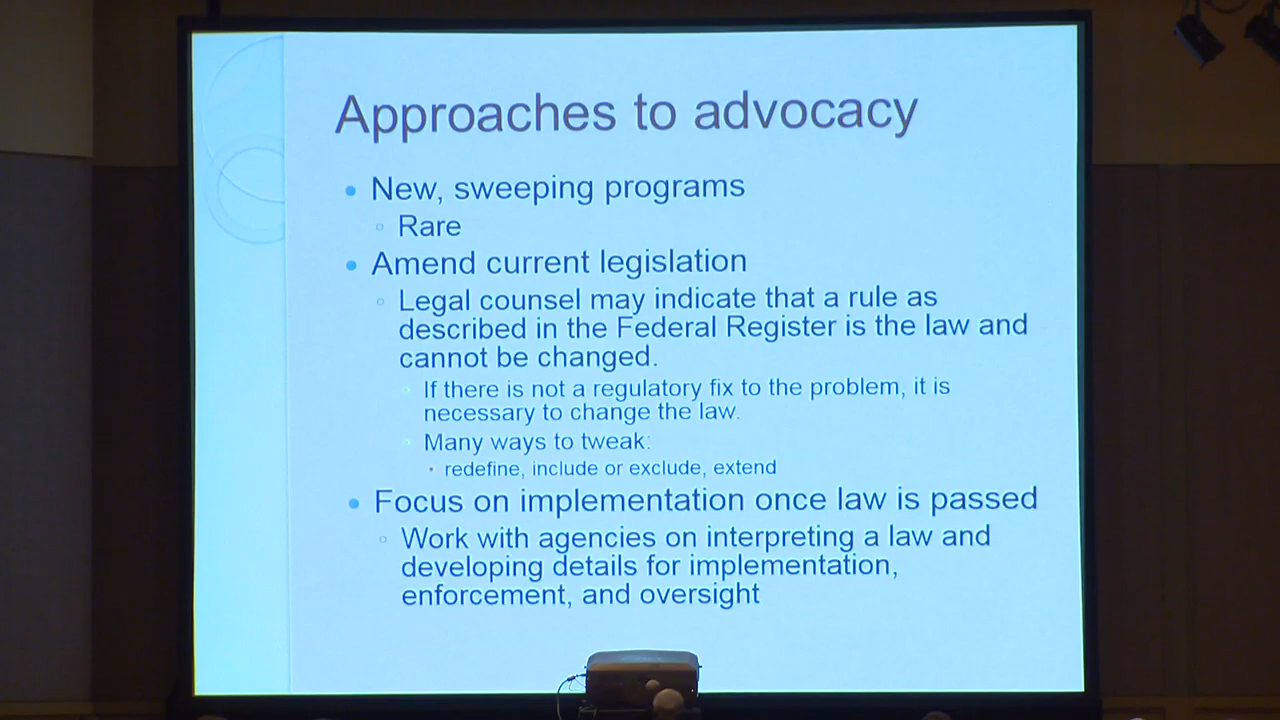 Approaches to advocacy
• New, sweeping programs
◦ Rare
• Amend current legislation
◦ Legal counsel may indicate that a rule as
described in the Federal Register is the law and
cannot be changed.
◦ If there is not a regulatory fix to the problem, it is
necessary to change the law.
◦ Many ways to tweak:
• redefine, include or exclude, extend
• Focus on implementation once law is passed
◦ Work with agencies on interpreting a law and
developing details for implementation,
enforcement, and oversight